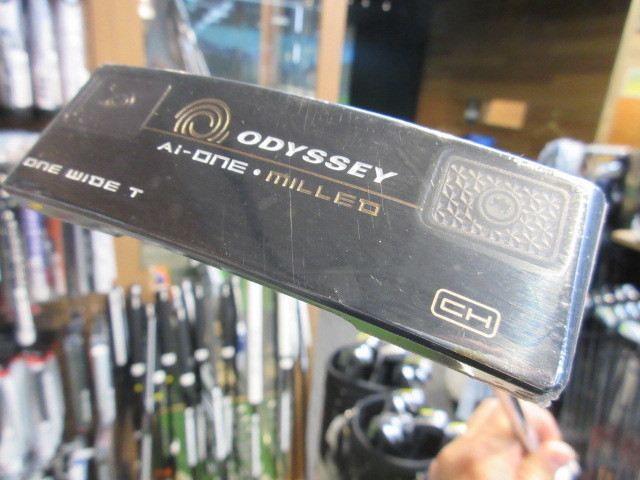 ODYSSEY
AI-ONE • MILLED
ONE WIDE T
CH